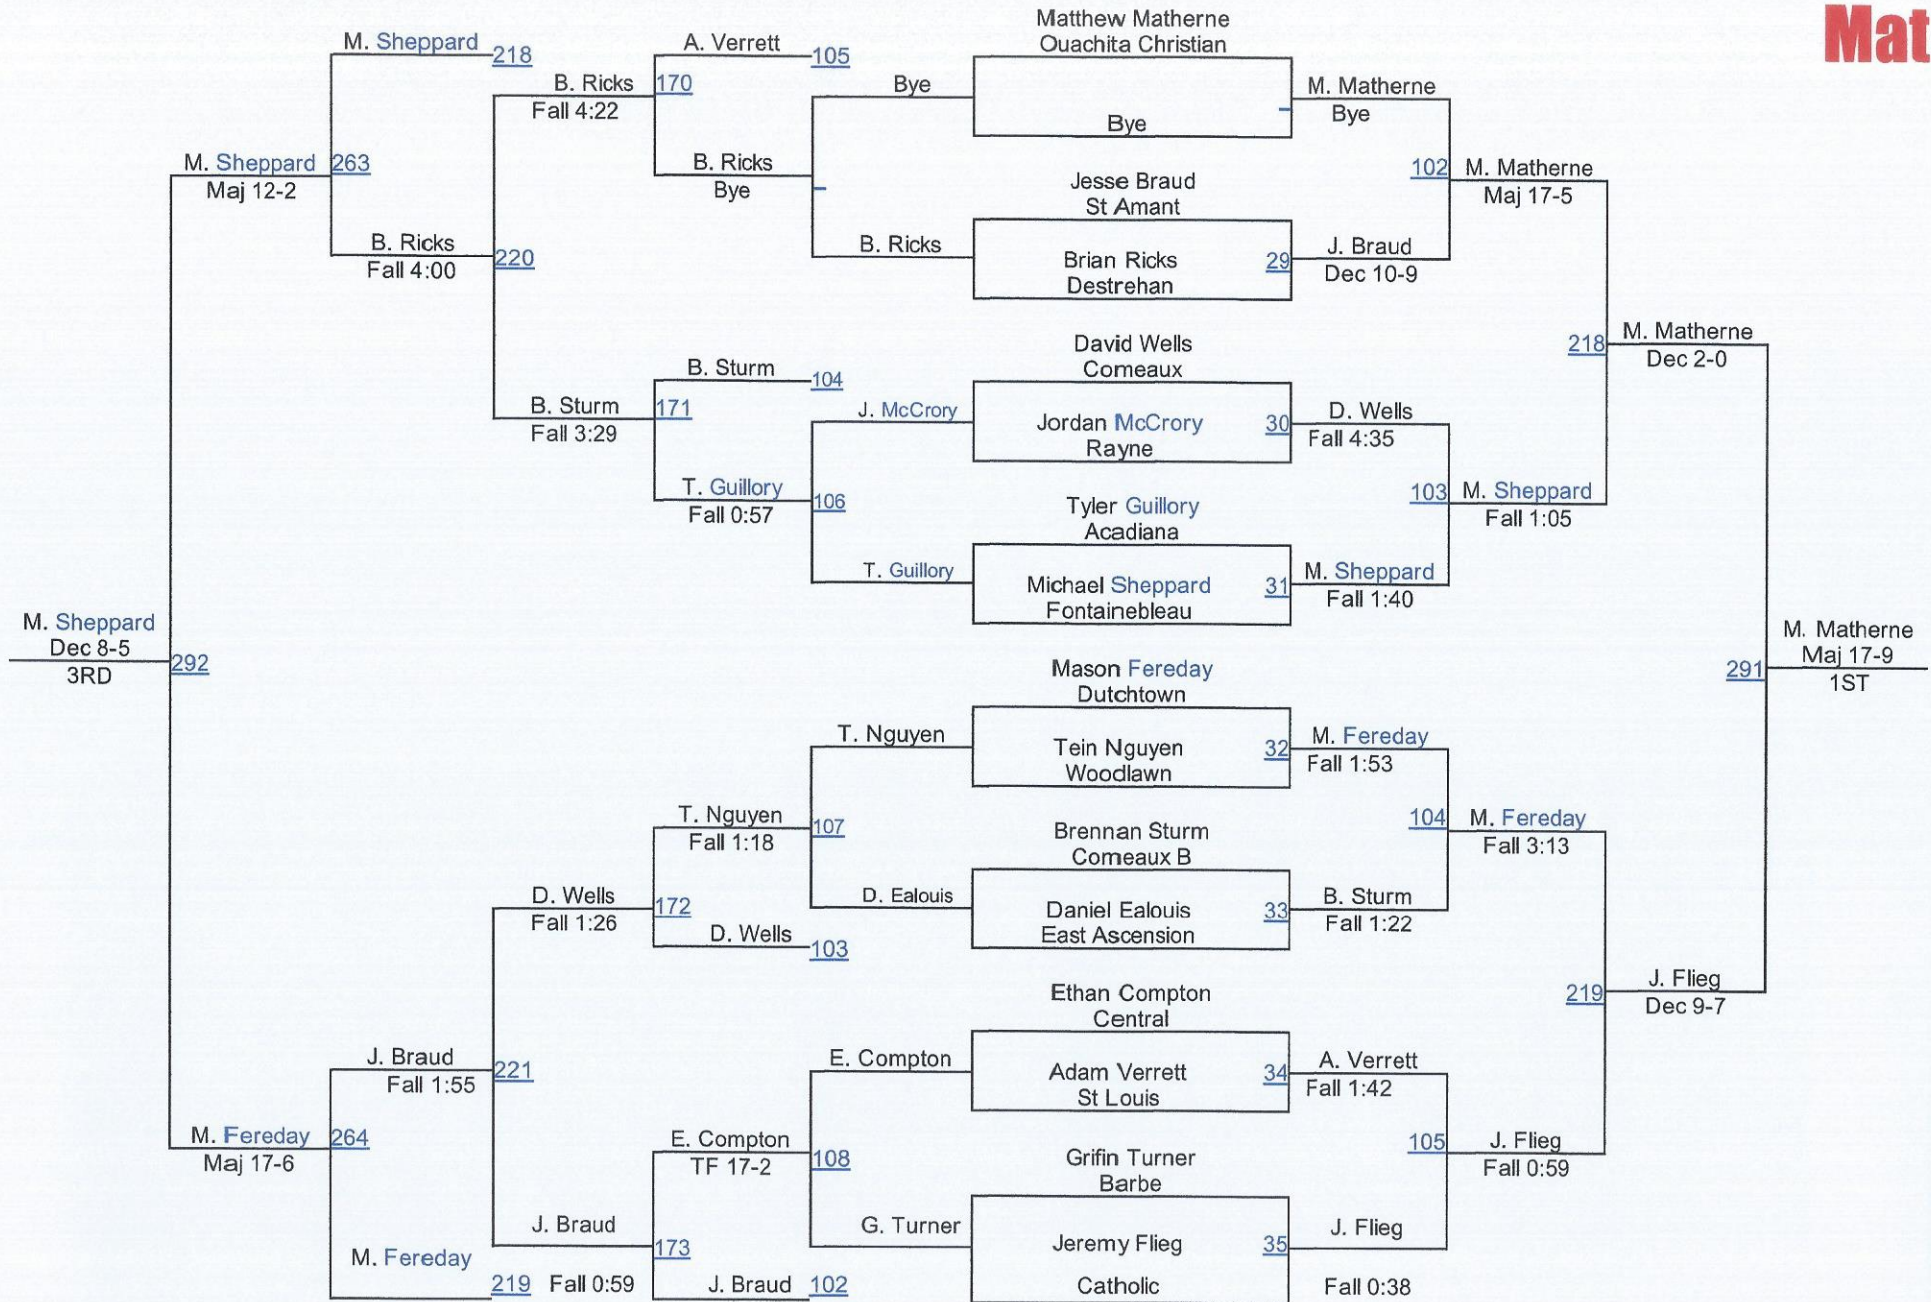 Mat
M. Sheppard
218
263
M. Sheppard
Maj 12-2
B. Ricks
Fall 4:00
220
B. Ricks
Fall 4:22
170
A. Verrett
105
B. Ricks
Bye
-
Bye
B. Ricks
B. Sturm
Fall 3:29
171
B. Sturm
104
T. Guillory
Fall 0:57
106
J. McCrory
T. Guillory
M. Sheppard
Dec 8-5
3RD
292
M. Fereday
Maj 17-6
264
J. Braud
Fall 1:55
221
M. Fereday
219
D. Wells
Fall 1:26
172
T. Nguyen
Fall 1:18
107
T. Nguyen
D. Ealouis
D. Wells
103
J. Braud
Fall 0:59
173
E. Compton
TF 17-2
108
E. Compton
G. Turner
J. Braud
102
Matthew Matherne
Ouachita Christian
Bye
-
Jesse Braud
St Amant
Brian Ricks
Destrehan
29
David Wells
Comeaux
Jordan McCrory
Rayne
30
Tyler Guillory
Acadiana
Michael Sheppard
Fontainebleau
31
Mason Fereday
Dutchtown
Tein Nguyen
Woodlawn
32
Brennan Sturm
Comeaux B
Daniel Ealouis
East Ascension
33
Ethan Compton
Central
Adam Verrett
St Louis
34
Grifin Turner
Barbe
Jeremy Flieg
Catholic
35
M. Matherne
Bye
102
J. Braud
Dec 10-9
D. Wells
Fall 4:35
103
M. Sheppard
Fall 1:40
M. Fereday
Fall 1:53
104
B. Sturm
Fall 1:22
A. Verrett
Fall 1:42
105
J. Flieg
Fall 0:38
M. Matherne
Maj 17-5
218
M. Sheppard
Fall 1:05
M. Fereday
Fall 3:13
219
J. Flieg
Fall 0:59
M. Matherne
Dec 2-0
291
J. Flieg
Dec 9-7
M. Matherne
Maj 17-9
1ST